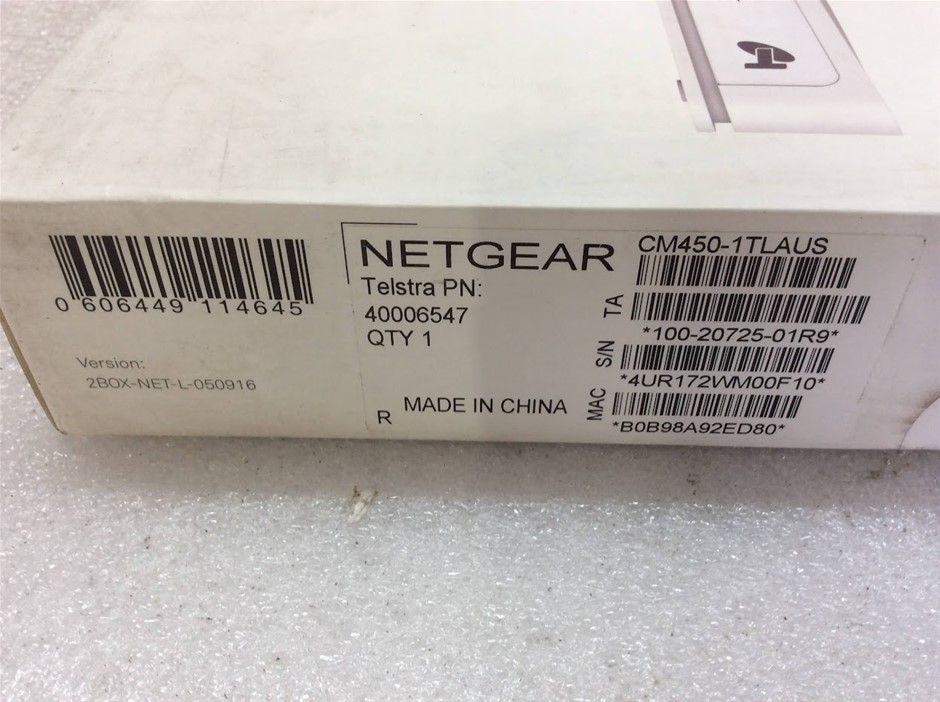 0 606449 114645
Version:
2BOX-NET-L-050916
NETGEAR
Telstra PN:
40006547
QTY 1
R MADE IN CHINA
CM450-1TLAUS
TA
*100-20725-01R9*
S/N
*4UR172WM00F10*
MAC
*B0B98A92ED80*